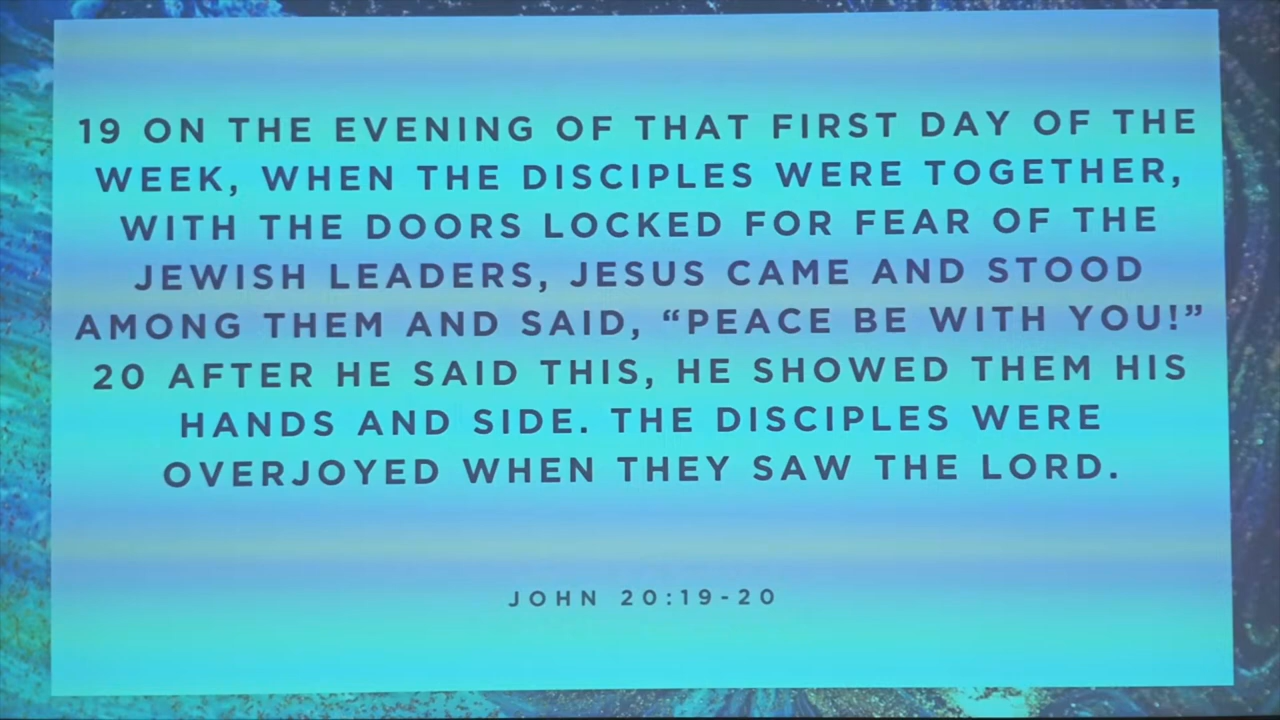 19 ON THE EVENING OF THAT FIRST DAY OF THE
WEEK, WHEN THE DISCIPLES WERE TOGETHER,
WITH THE DOORS LOCKED FOR FEAR OF THE
JEWISH LEADERS, JESUS CAME AND STOOD
AMONG THEM AND SAID, “PEACE BE WITH YOU!”
20 AFTER HE SAID THIS, HE SHOWED THEM HIS
HANDS AND SIDE. THE DISCIPLES WERE
OVERJOYED WHEN THEY SAW THE LORD.
JOHN 20:19-20